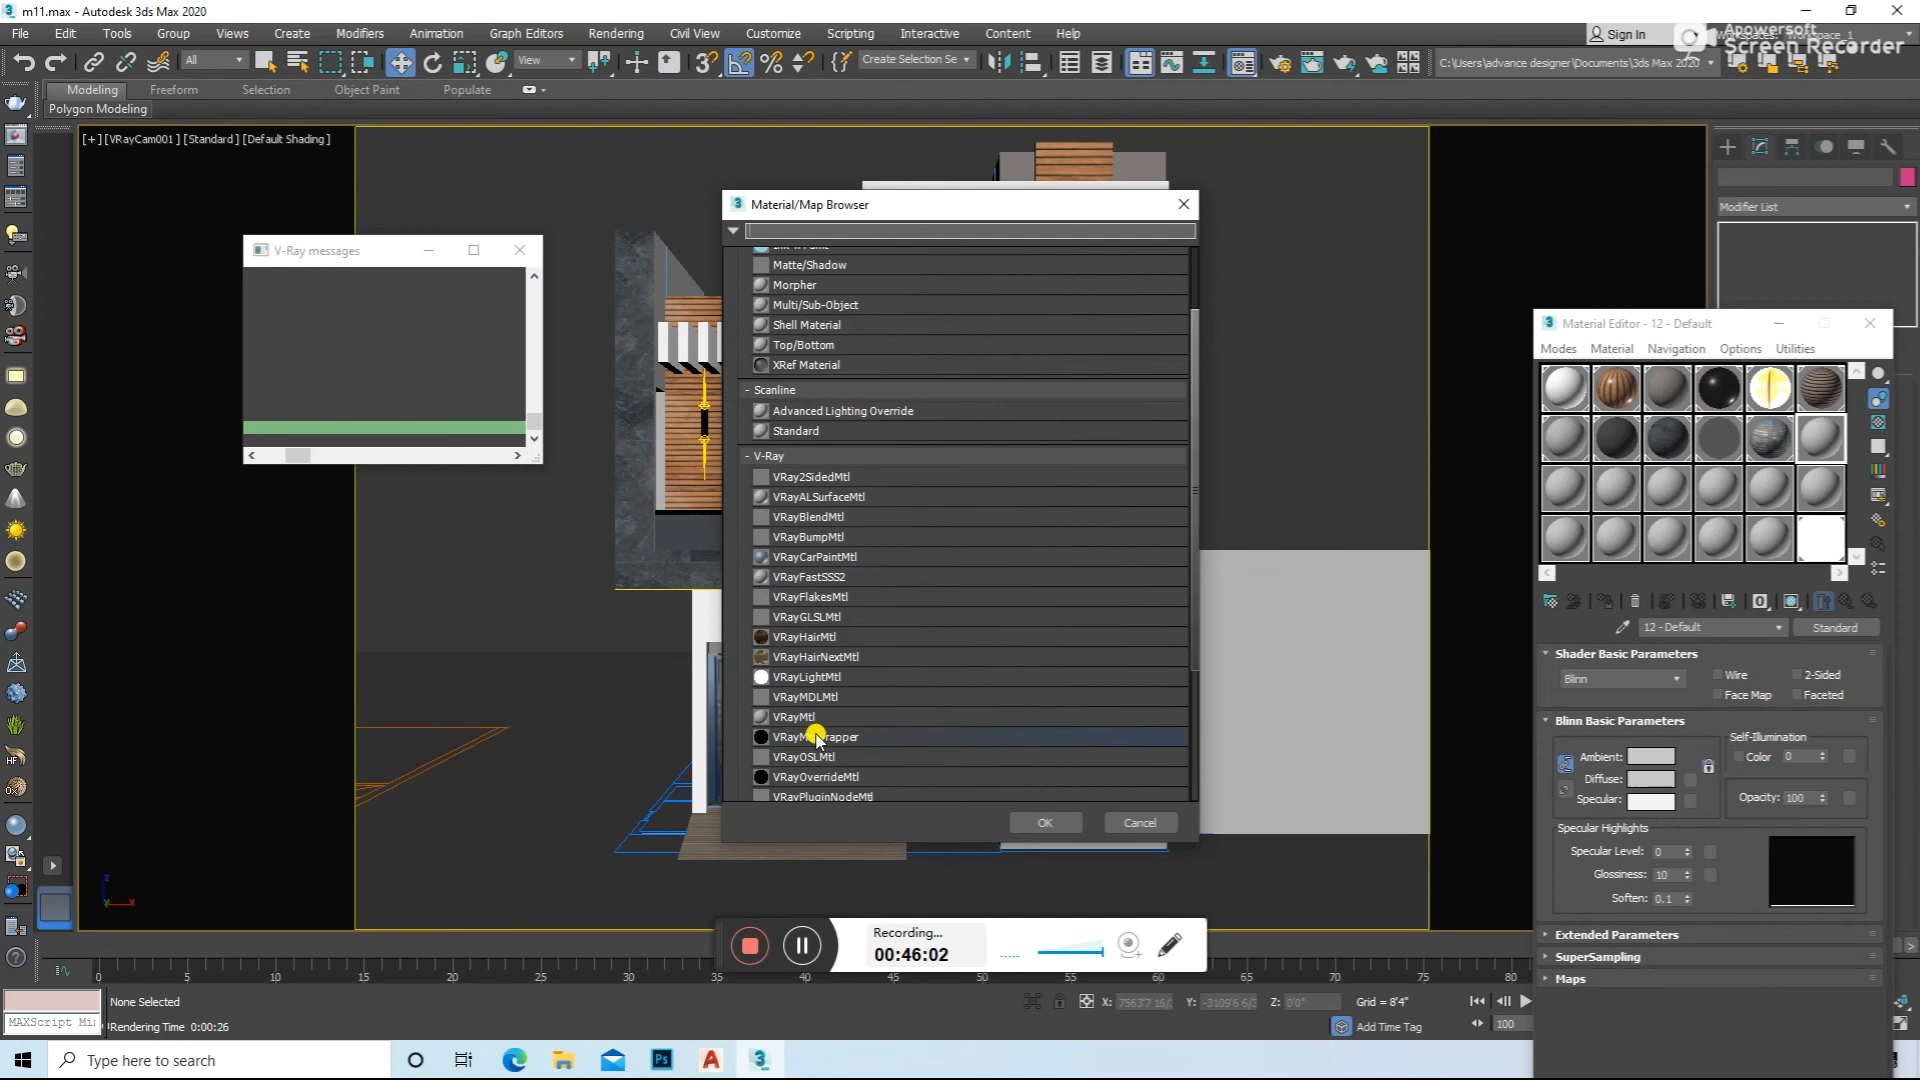 m11.max - Autodesk 3ds Max 2020
File Edit Tools Group Views Create Modifiers Animation Graph Editors Rendering Civil View Customize Scripting Interactive Content Help
Sign In
Apowersoft
Screen Recorder
All
View
Create Selection Se
C:\Users\advance designer\Documents\3ds Max 2020
Modeling Freeform Selection Object Paint Populate
Polygon Modeling
[+] [VRayCam001] [Standard] [Default Shading]
V-Ray messages
Material/Map Browser
Matte/Shadow
Morpher
Multi/Sub-Object
Shell Material
Top/Bottom
XRef Material
- Scanline
Advanced Lighting Override
Standard
- V-Ray
VRay2SidedMtl
VRayALSurfaceMtl
VRayBlendMtl
VRayBumpMtl
VRayCarPaintMtl
VRayFastSSS2
VRayFlakesMtl
VRayGLSLMtl
VRayHairMtl
VRayHairNextMtl
VRayLightMtl
VRayMDLMtl
VRayMtl
VRayOSLMtl
VRayOverrideMtl
VRayPluginNodeMtl
OK Cancel
Modifier List
Material Editor - 12 - Default
Modes Material Navigation Options Utilities
12 - Default Standard
Shader Basic Parameters
Blinn
Wire 2-Sided
Face Map Faceted
Blinn Basic Parameters
Self-Illumination
Ambient: Color 0
Diffuse:
Specular: Opacity: 100
Specular Highlights
Specular Level: 0
Glossiness: 10
Soften: 0.1
Extended Parameters
SuperSampling
Maps
Recording...
00:46:02
0 5 10 15 20 25 30 35 40 45 50 55 60 65 70 75 80
None Selected
X: Y: Z: 0'0" Grid = 8'4"
MAXScript Mi
Rendering Time 0:00:26
Add Time Tag
100
Type here to search